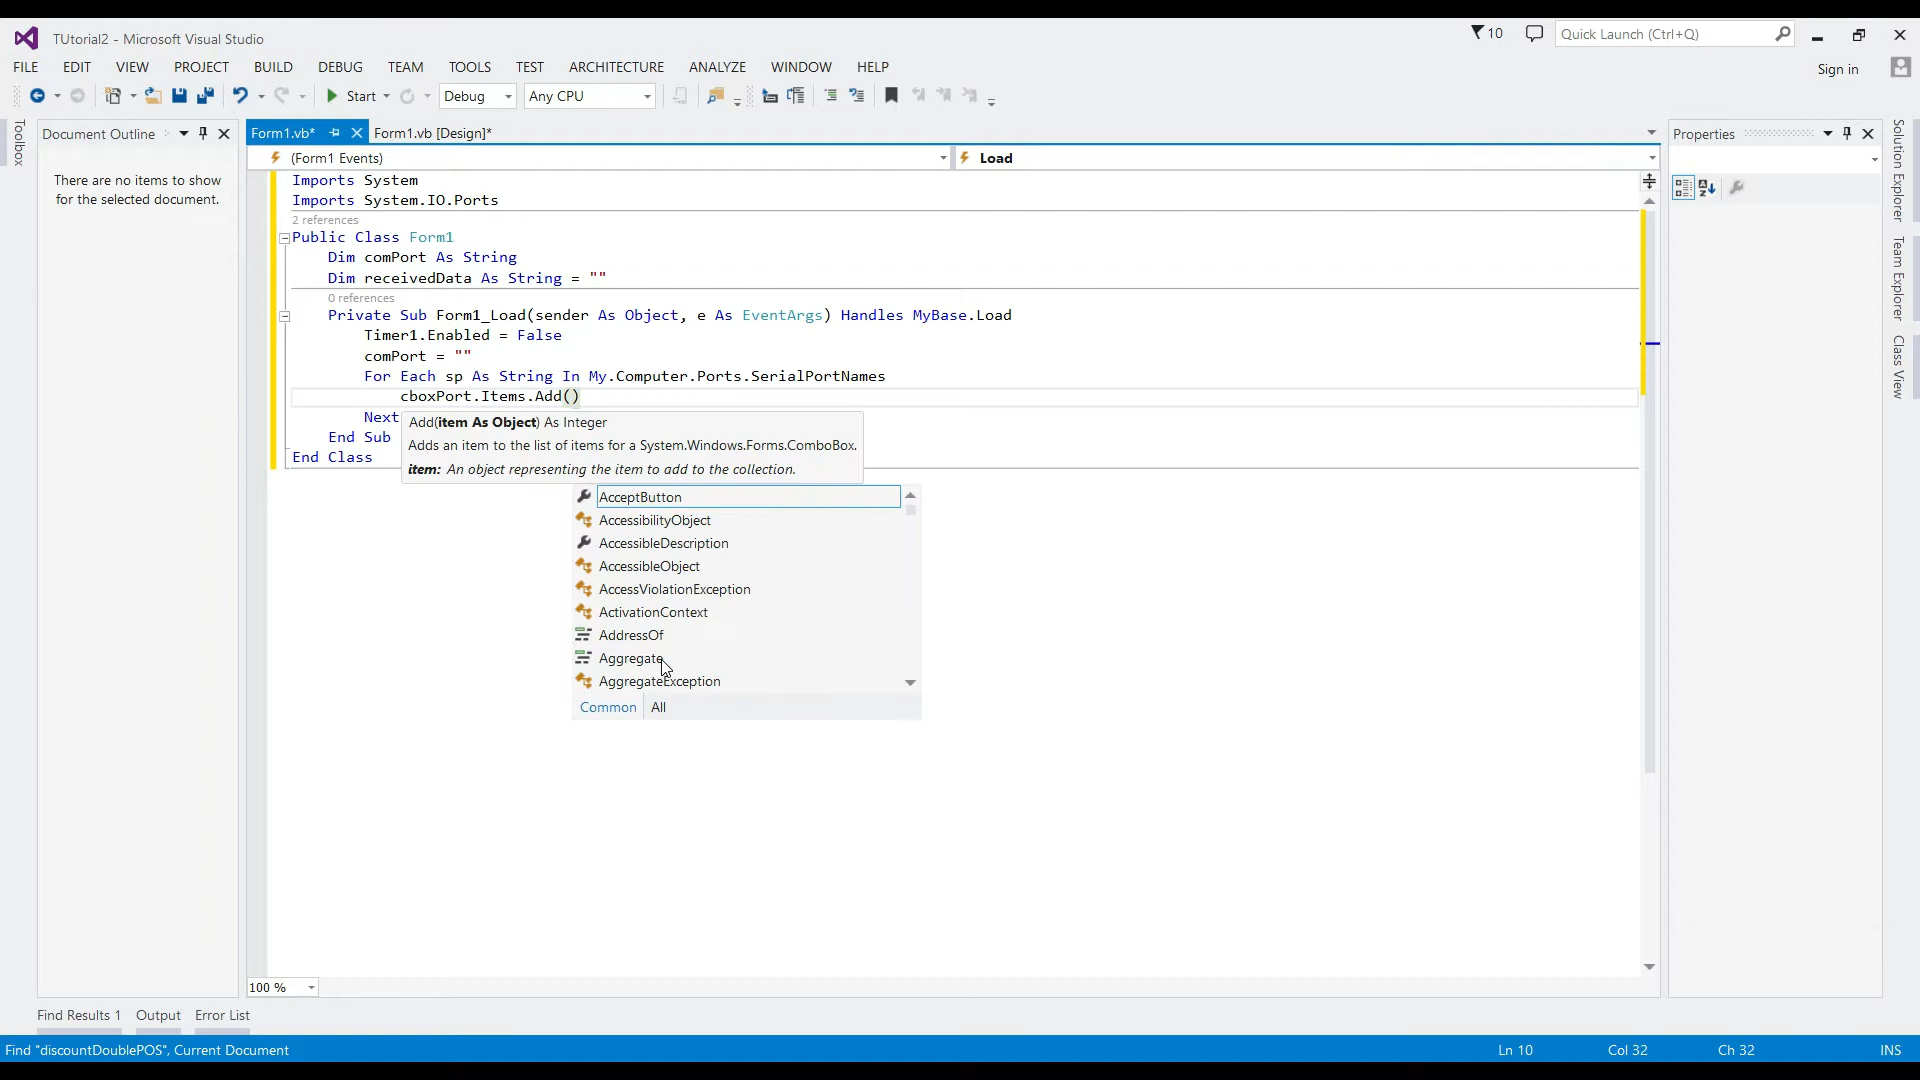 TUtorial2 - Microsoft Visual Studio
10
Quick Launch (Ctrl+Q)
FILE EDIT VIEW PROJECT BUILD DEBUG TEAM TOOLS TEST ARCHITECTURE ANALYZE WINDOW HELP
Sign in
Start Debug Any CPU
Toolbox
Document Outline
There are no items to show
for the selected document.
Form1.vb* Form1.vb [Design]*
(Form1 Events) Load
Imports System
Imports System.IO.Ports
2 references
Public Class Form1
Dim comPort As String
Dim receivedData As String = ""
0 references
Private Sub Form1_Load(sender As Object, e As EventArgs) Handles MyBase.Load
Timer1.Enabled = False
comPort = ""
For Each sp As String In My.Computer.Ports.SerialPortNames
cboxPort.Items.Add()
Next
End Sub
End Class
Add(item As Object) As Integer
Adds an item to the list of items for a System.Windows.Forms.ComboBox.
item: An object representing the item to add to the collection.
AcceptButton
AccessibilityObject
AccessibleDescription
AccessibleObject
AccessViolationException
ActivationContext
AddressOf
Aggregate
AggregateException
Common All
100 %
Properties
Solution Explorer
Team Explorer
Class View
Find Results 1 Output Error List
Find "discountDoublePOS", Current Document
Ln 10 Col 32 Ch 32 INS